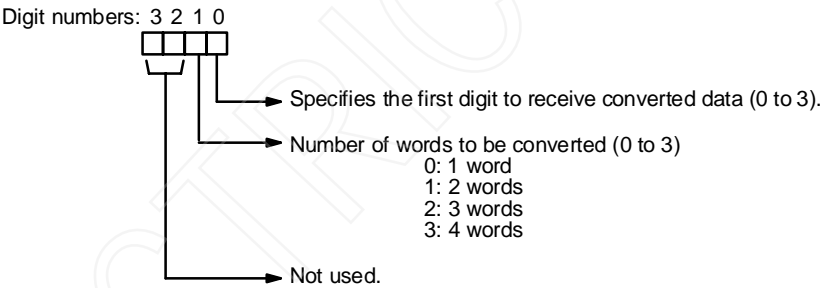 Digit numbers: 3 2 1 0
Specifies the first digit to receive converted data (0 to 3).
Number of words to be converted (0 to 3)
0: 1 word
1: 2 words
2: 3 words
3: 4 words
Not used.